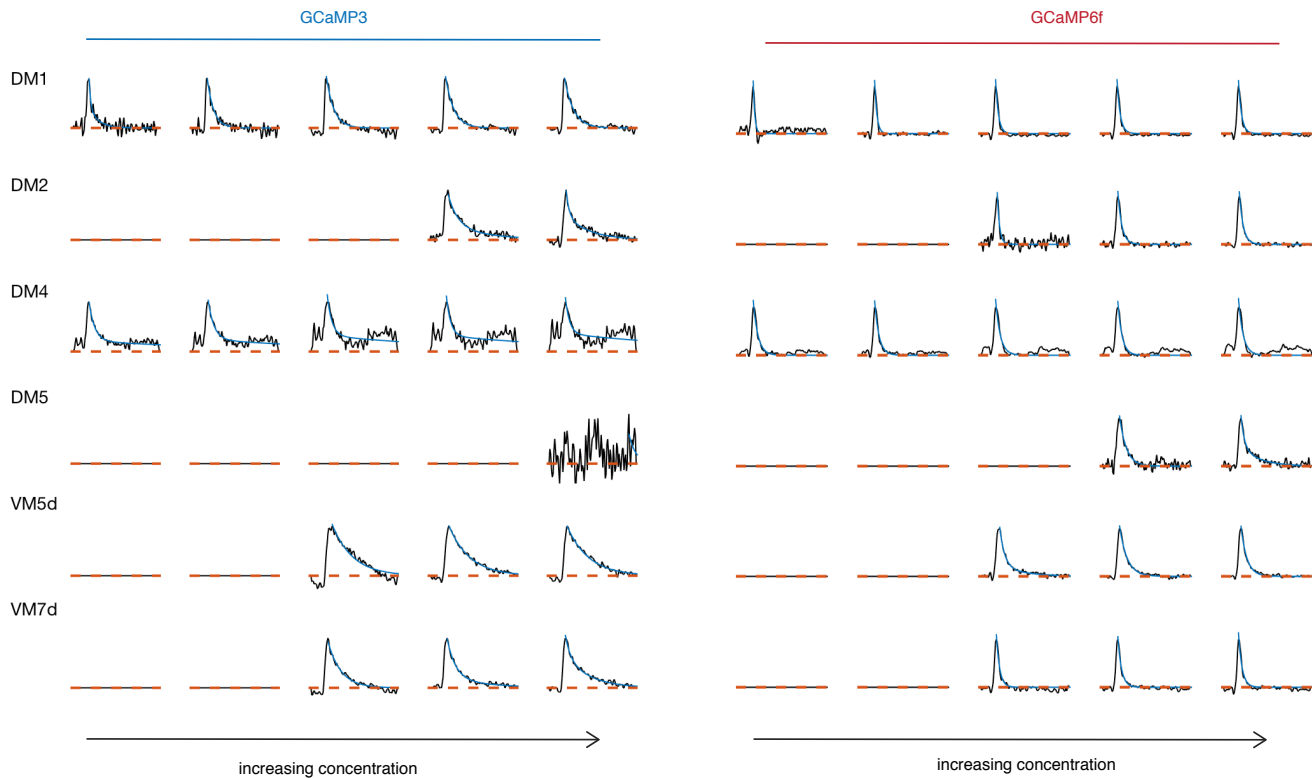 GCaMP3
GCaMP6f
DM1
DM2
DM4
DM5
VM5d
VM7d
increasing concentration
increasing concentration